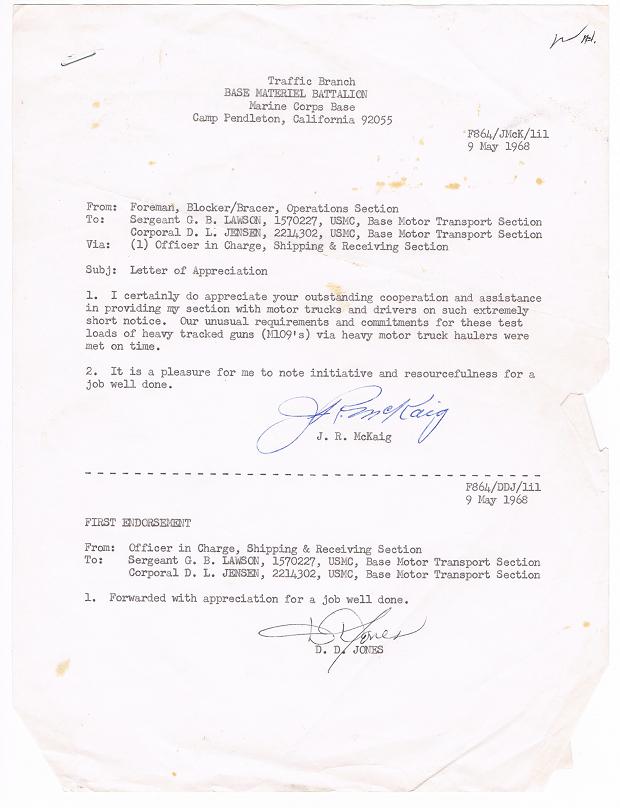 Traffic Branch
BASE MATERIEL BATTALION
Marine Corps Base
Camp Pendleton, California 92055
F864/JMcK/lil
9 May 1968
From: Foreman, Blocker/Bracer, Operations Section
To: Sergeant G. B. LAWSON, 1570227, USMC, Base Motor Transport Section
Corporal D. L. JENSEN, 2214302, USMC, Base Motor Transport Section
Via: (1) Officer in Charge, Shipping & Receiving Section
Subj: Letter of Appreciation
1. I certainly do appreciate your outstanding cooperation and assistance
in providing my section with motor trucks and drivers on such extremely
short notice. Our unusual requirements and commitments for these test
loads of heavy tracked guns (M109's) via heavy motor truck haulers were
met on time.
2. It is a pleasure for me to note initiative and resourcefulness for a
job well done.
J. R. McKaig
J. R. McKaig
- - - - - - - - - - - - - - - - - - - - - - - - - - - - - - - - - - - - - -
F864/DDJ/lil
9 May 1968
FIRST ENDORSEMENT
From: Officer in Charge, Shipping & Receiving Section
To: Sergeant G. B. LAWSON, 1570227, USMC, Base Motor Transport Section
Corporal D. L. JENSEN, 2214302, USMC, Base Motor Transport Section
1. Forwarded with appreciation for a job well done.
D. D. Jones
D. D. JONES